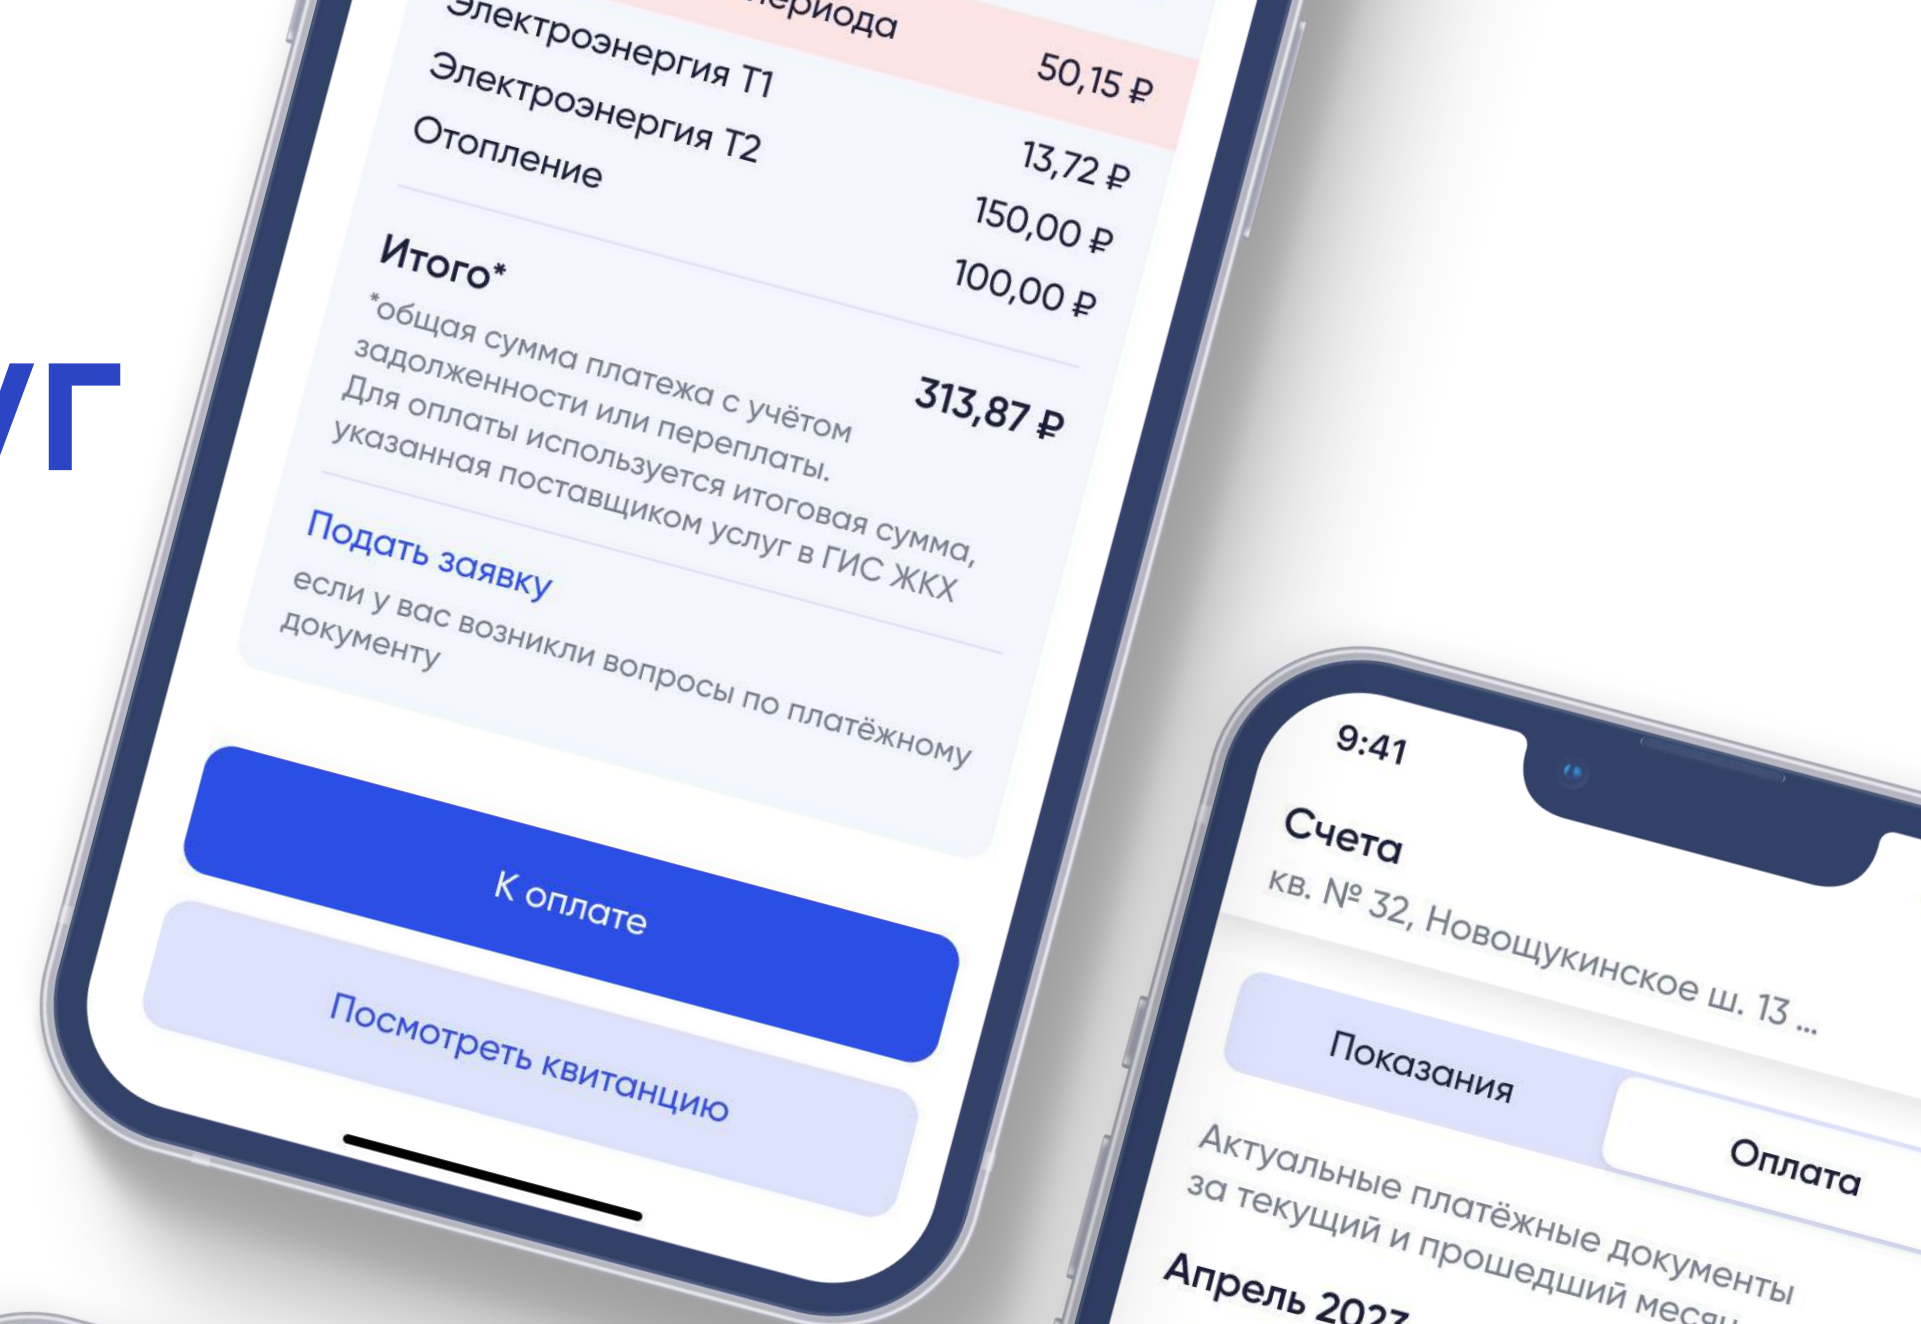 периода
50,15 ₽
Электроэнергия Т1
13,72 ₽
Электроэнергия Т2
150,00 ₽
Отопление
100,00 ₽
Итого*
313,87 ₽
*общая сумма платежа с учётом
задолженности или переплаты.
Для оплаты используется итоговая сумма,
указанная поставщиком услуг в ГИС ЖКХ
Подать заявку
если у вас возникли вопросы по платёжному
документу
К оплате
Посмотреть квитанцию
9:41
Счета
кв. № 32, Новощукинское ш. 13 ...
Показания
Оплата
Актуальные платёжные документы
за текущий и прошедший месяц
Апрель 2023